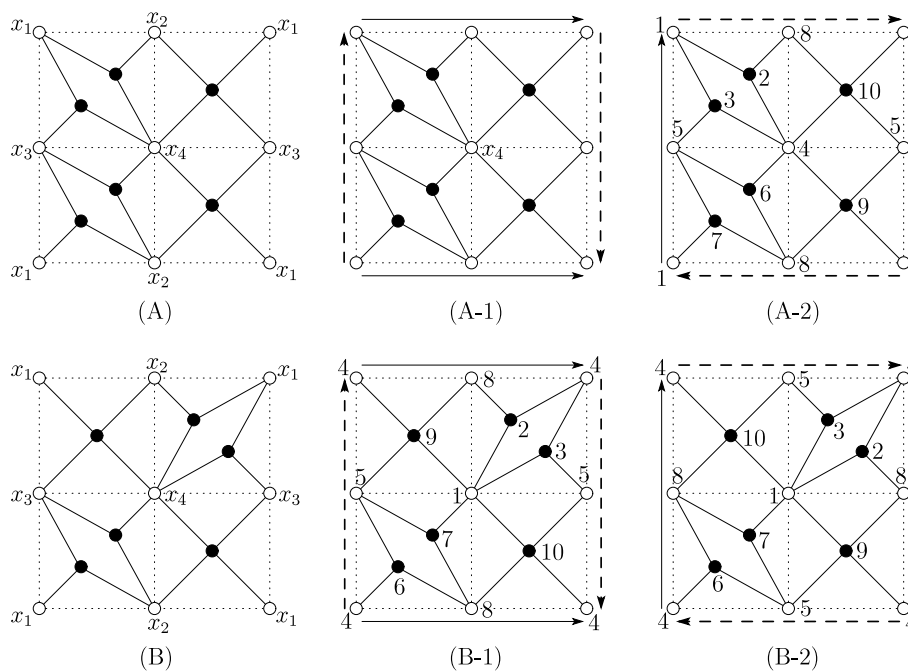 x₁ x₂ x₁
x₃ x₄ x₃
x₁ x₂ x₁
(A)
x₄
(A-1)
1 8
2 10
3
5 4 5
6 9
7
1 8
(A-2)
x₁ x₂ x₁
x₃ x₄ x₃
x₁ x₂ x₁
(B)
4 8 4
2
9 3
5 1 5
7 10
6
4 8 4
(B-1)
4 5
3
10 2
8 1 8
7 9
6
4 5
(B-2)